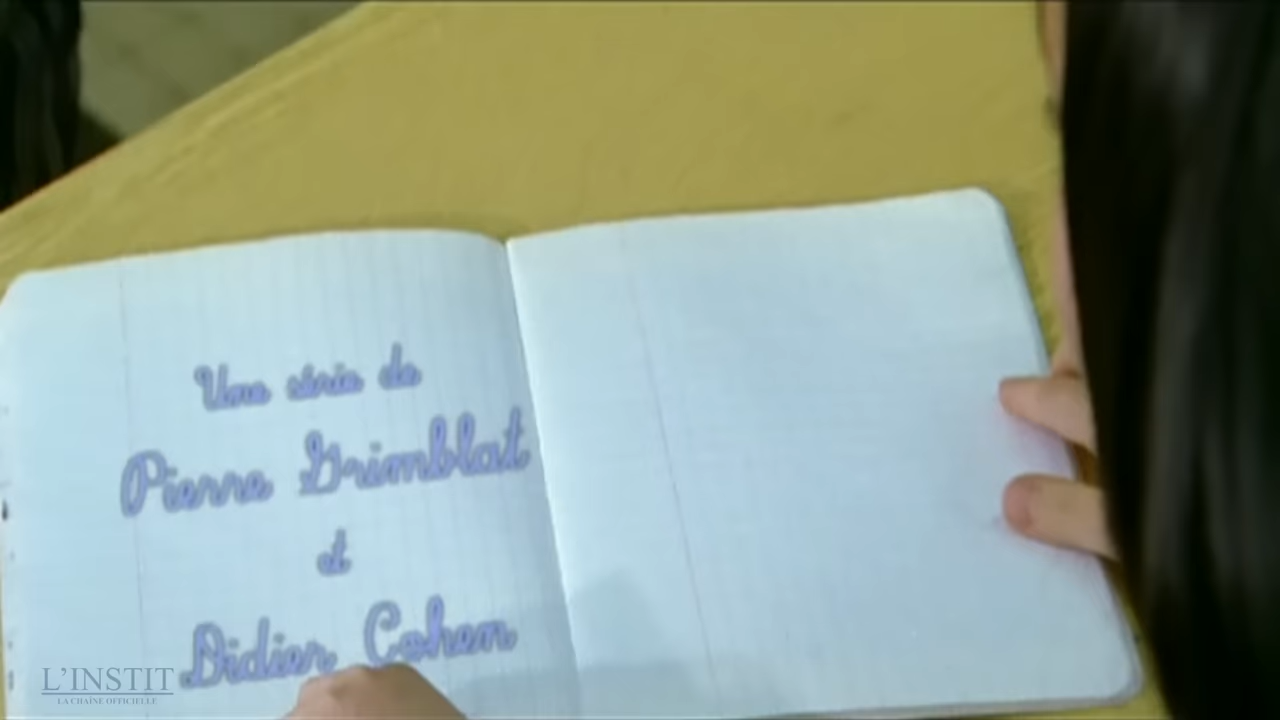 Une série de
Pierre Grimblat
et
Didier Cohen
L'INSTIT
LA CHAÎNE OFFICIELLE